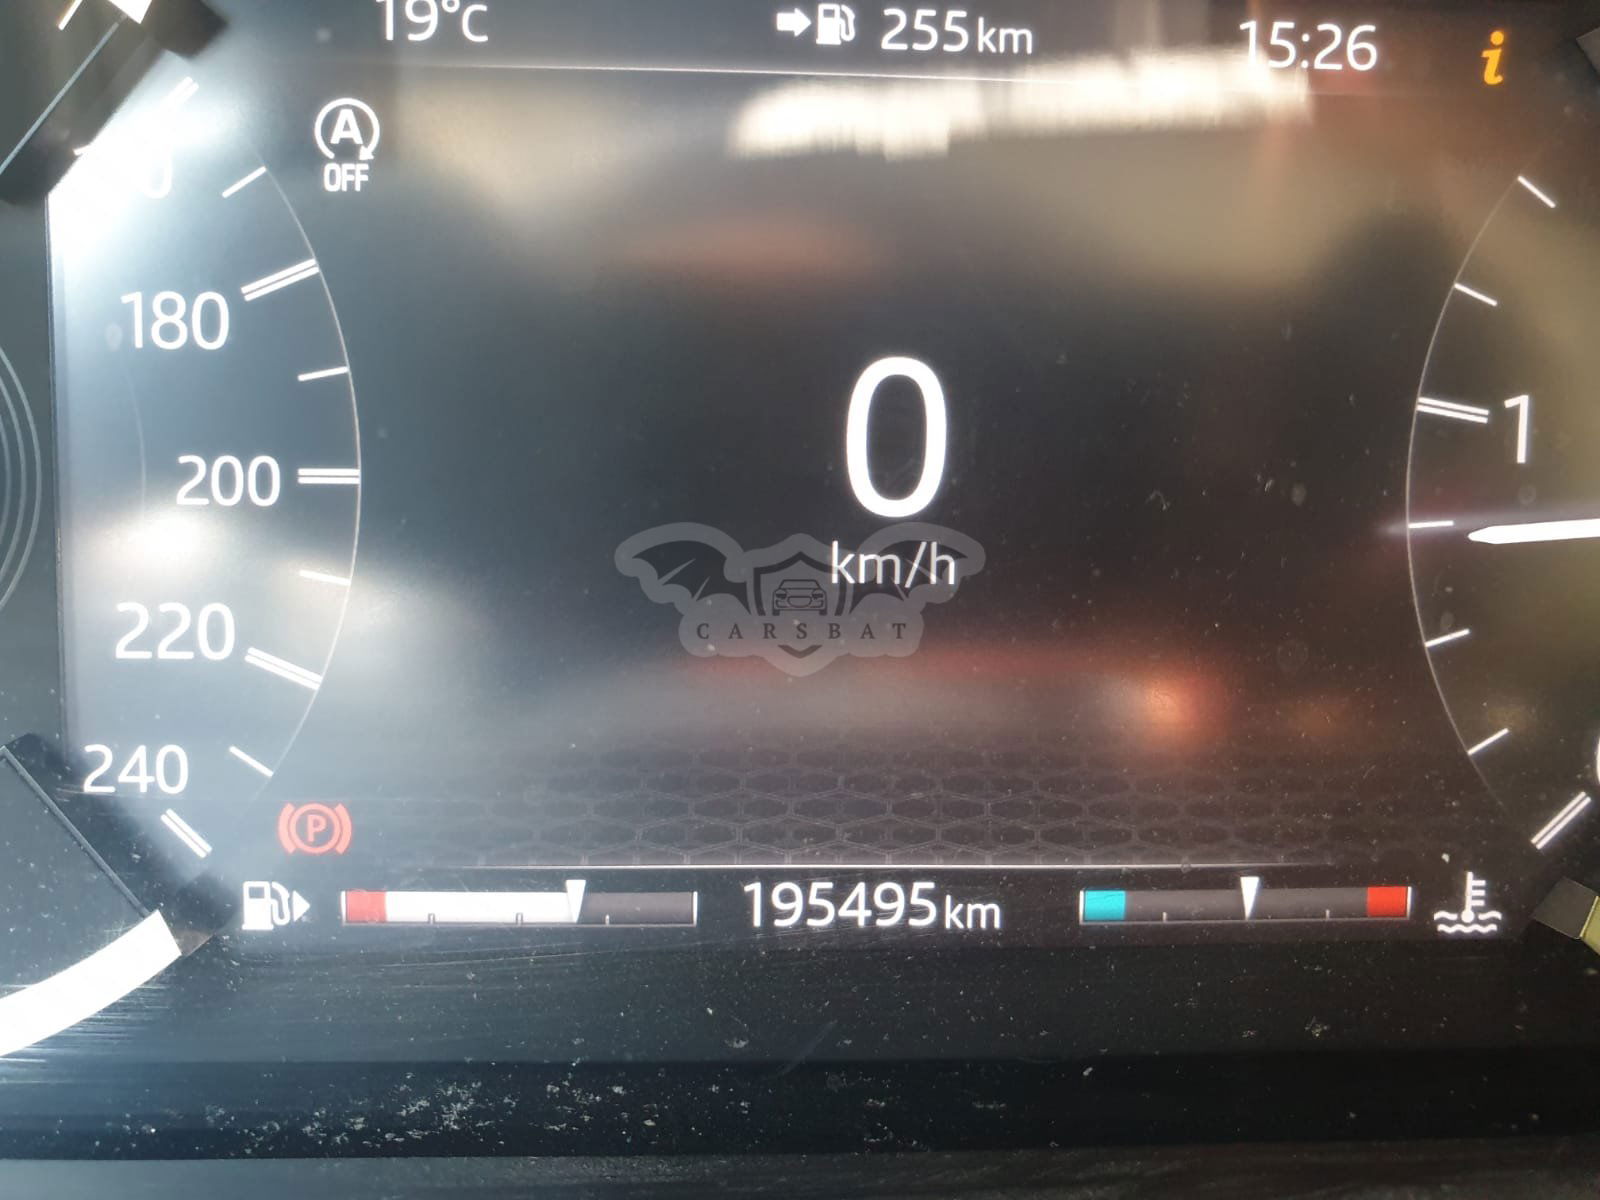 19°C
255km
15:26
i
A
OFF
180
200
220
240
0
km/h
CARSBAT
1
P
195495km